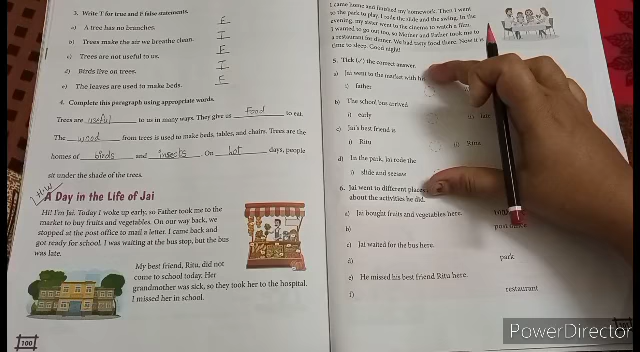 3. Write T for true and F false statements.
a) A tree has no branches. F
b) Trees make the air we breathe clean. T
c) Trees are not useful to us. F
d) Birds live on trees. T
e) The leaves are used to make beds. F
4. Complete this paragraph using appropriate words.
Trees are useful to us in many ways. They give us food to eat.
The wood from trees is used to make beds, tables, and chairs. Trees are the
homes of birds and insects. On hot days, people
sit under the shade of the trees.
H.W
A Day in the Life of Jai
Hi! I'm Jai. Today I woke up early, so Father took me to the
market to buy fruits and vegetables. On our way back, we
stopped at the post office to mail a letter. I came back and
got ready for school. I was waiting at the bus stop, but the bus
was late.
My best friend, Ritu, did not
come to school today. Her
grandmother was sick, so they took her to the hospital.
I missed her in school.
100
I came home and finished my homework. Then I went
to the park to play. I rode the slide and the swing. In the
evening, my sister went to the cinema to watch a film.
I wanted to go out too, so Mother and Father took me to
a restaurant for dinner. We had tasty food there. Now it is
time to sleep. Good night!
5. Tick (✓) the correct answer.
a) Jai went to the market with his
i) father
b) The school bus arrived
i) early
ii) late
c) Jai's best friend is
i) Ritu
ii) Rina
d) In the park, Jai rode the
i) slide and seesaw
6. Jai went to different places
about the activities he did.
a) Jai bought fruits and vegetables here.
b) post office
c) Jai waited for the bus here.
d) park
e) He missed his best friend Ritu here.
f) restaurant
PowerDirector